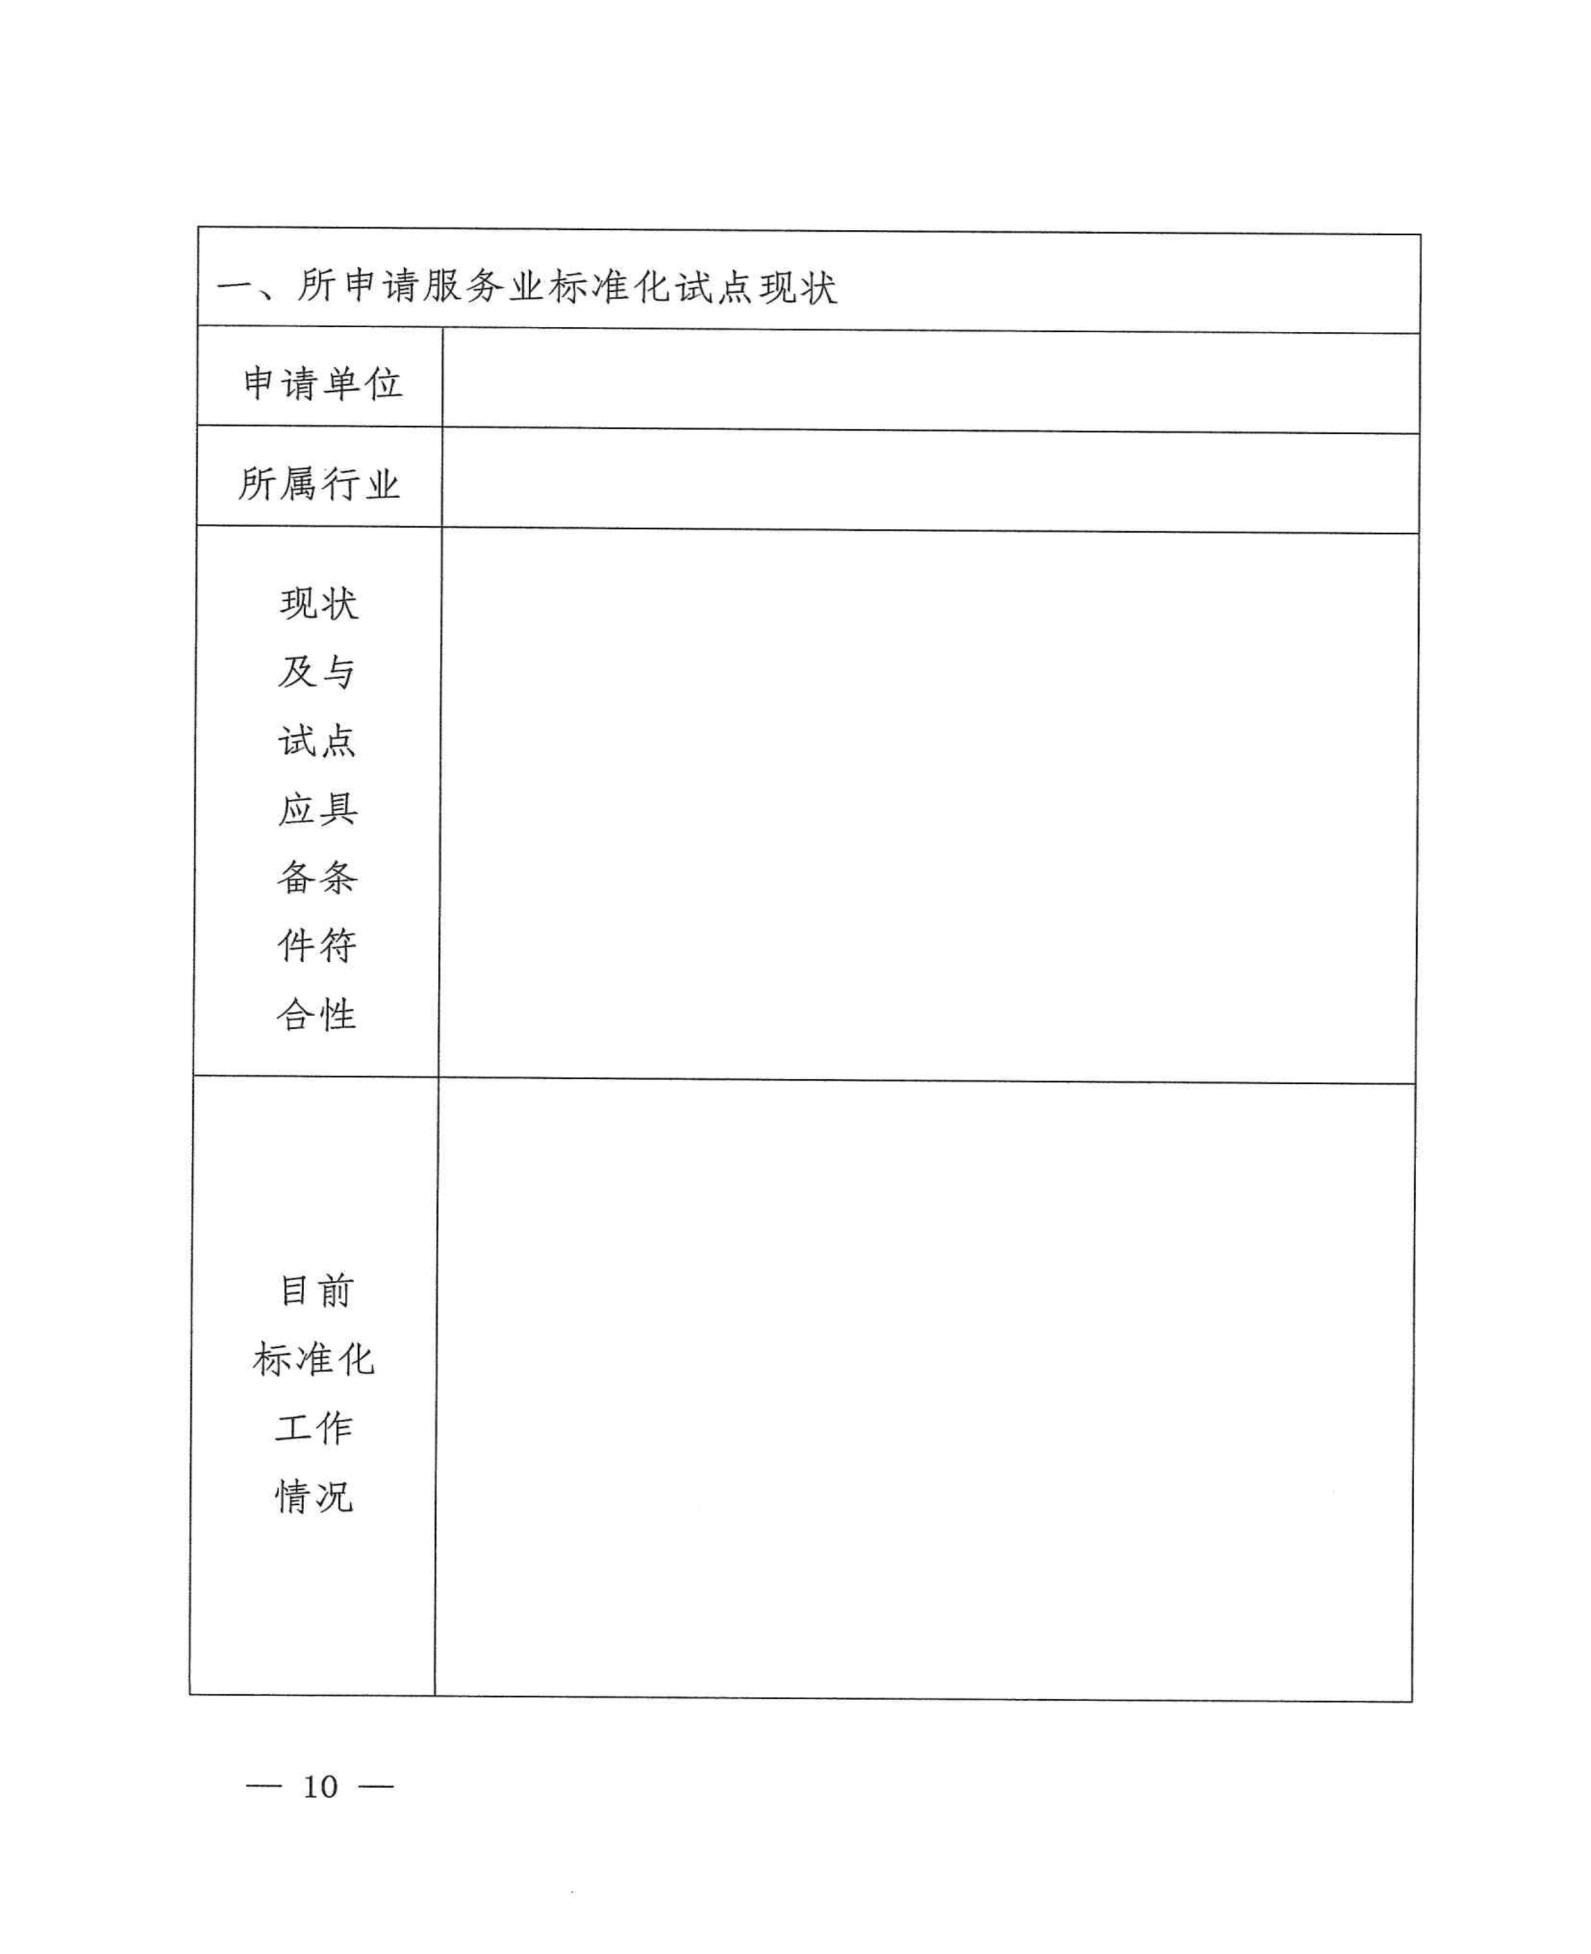 一、所申请服务业标准化试点现状
申请单位
所属行业
现状
及与
试点
应具
备条
件符
合性
目前
标准化
工作
情况
— 10 —